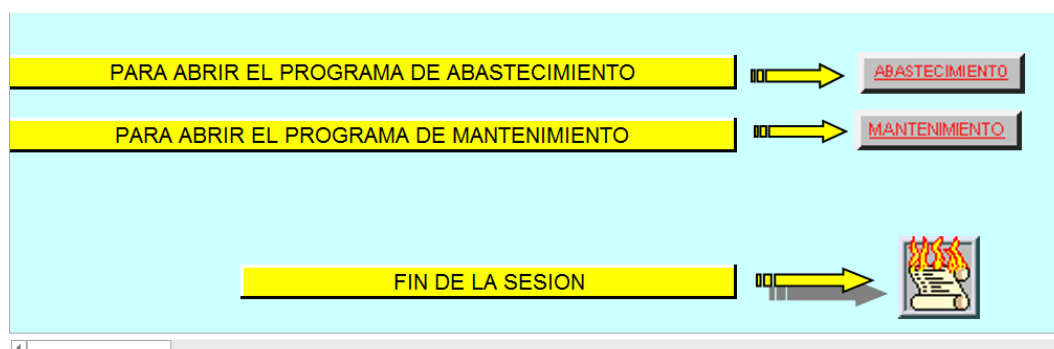 PARA ABRIR EL PROGRAMA DE ABASTECIMIENTO
ABASTECIMIENTO
PARA ABRIR EL PROGRAMA DE MANTENIMIENTO
MANTENIMIENTO
FIN DE LA SESION